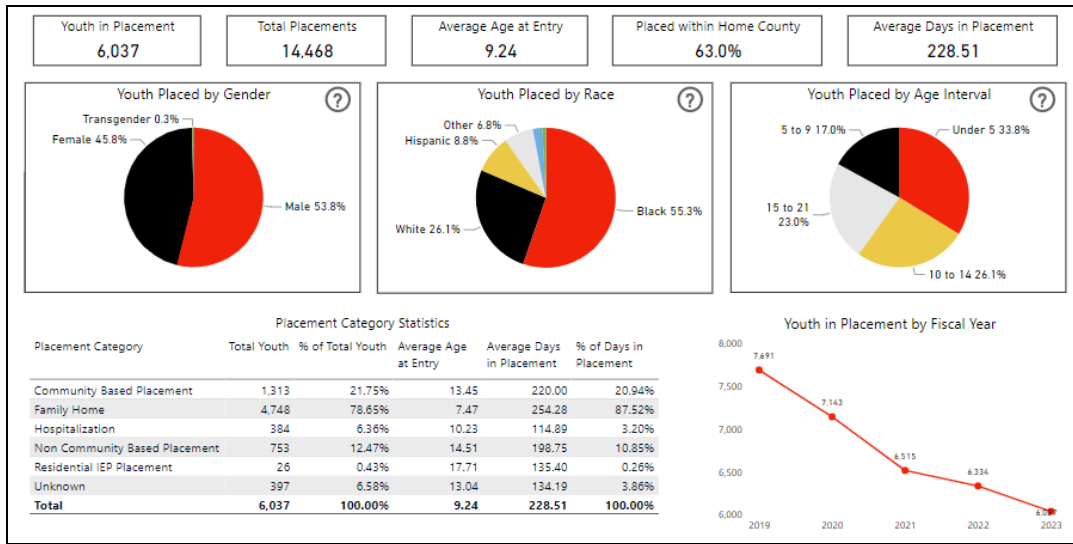 Youth in Placement
6,037
Total Placements
14,468
Average Age at Entry
9.24
Placed within Home County
63.0%
Average Days in Placement
228.51
Youth Placed by Gender
?
Transgender 0.3%
Female 45.8%
Male 53.8%
Youth Placed by Race
?
Other 6.8%
Hispanic 8.8%
White 26.1%
Black 55.3%
Youth Placed by Age Interval
?
5 to 9 17.0%
Under 5 33.8%
15 to 21
23.0%
10 to 14 26.1%
Placement Category Statistics
Placement Category Total Youth % of Total Youth Average Age Average Days % of Days in
at Entry in Placement Placement
Community Based Placement 1,313 21.75% 13.45 220.00 20.94%
Family Home 4,748 78.65% 7.47 254.28 87.52%
Hospitalization 384 6.36% 10.23 114.89 3.20%
Non Community Based Placement 753 12.47% 14.51 198.75 10.85%
Residential IEP Placement 26 0.43% 17.71 135.40 0.26%
Unknown 397 6.58% 13.04 134.19 3.86%
Total 6,037 100.00% 9.24 228.51 100.00%
Youth in Placement by Fiscal Year
8,000
7,691
7,500
7,143
7,000
6,515
6,500
6,334
6,000
2019 2020 2021 2022 2023